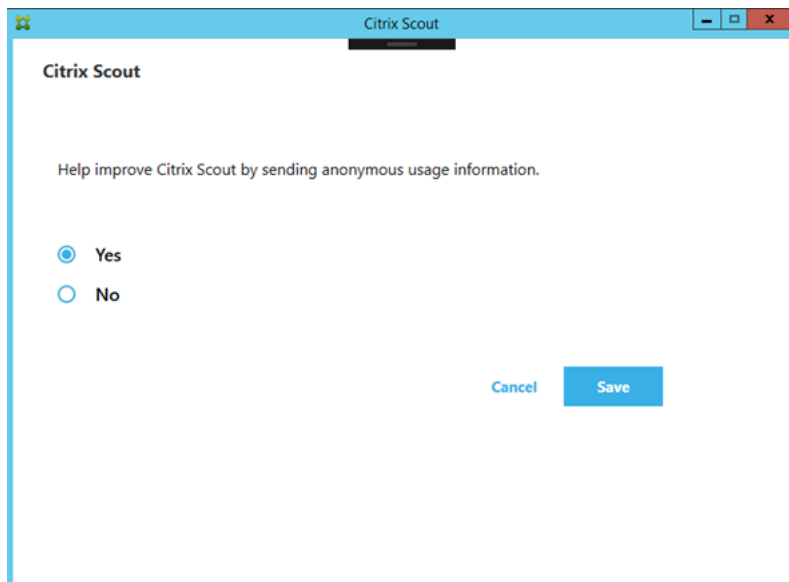 Citrix Scout
Citrix Scout
Help improve Citrix Scout by sending anonymous usage information.
Yes
No
Cancel Save